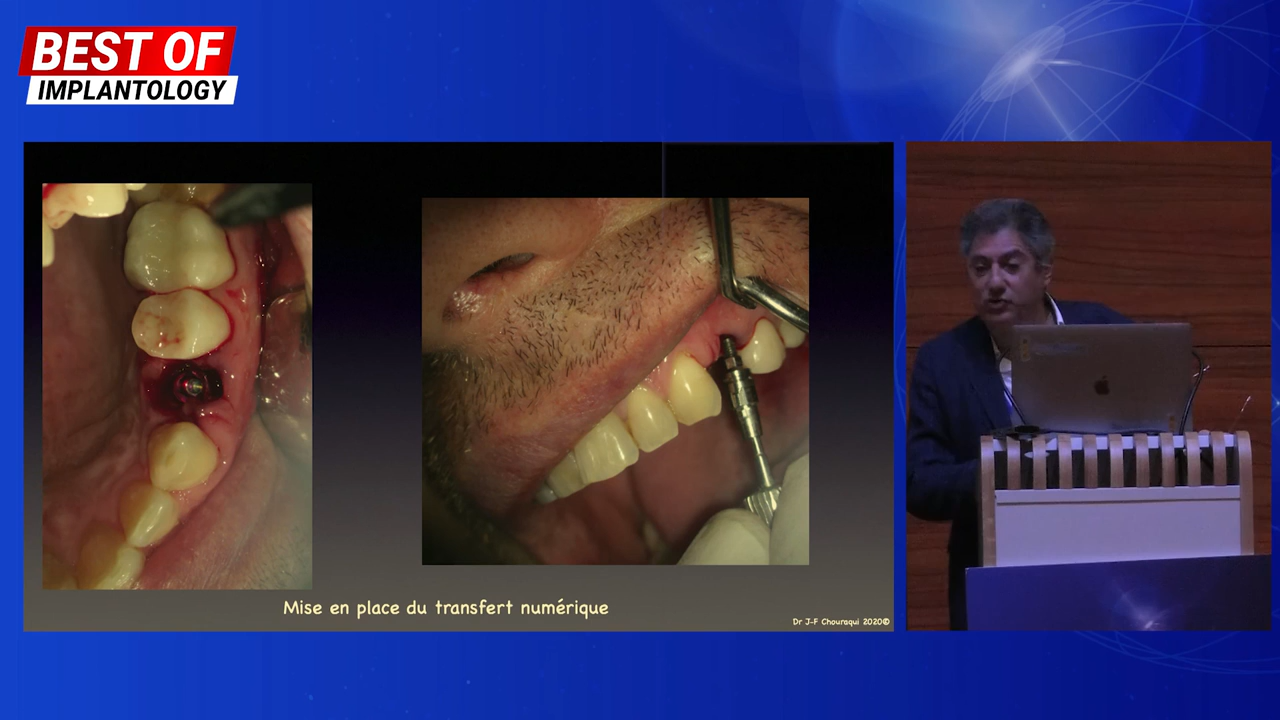 BEST OF
IMPLANTOLOGY
Mise en place du transfert numérique
Dr J-F Chouraqui 2020©